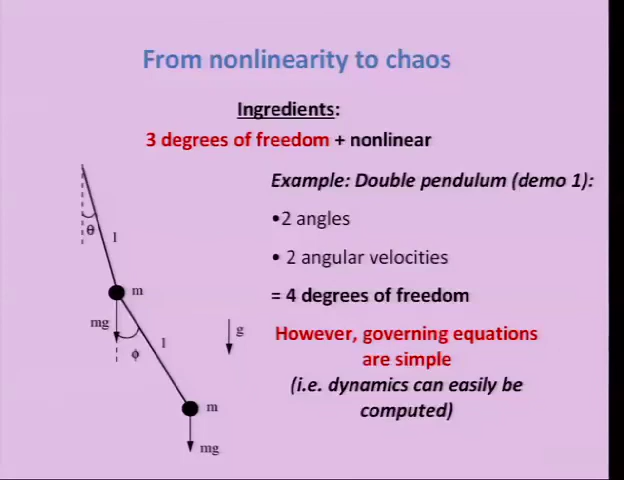 From nonlinearity to chaos
Ingredients:
3 degrees of freedom + nonlinear
Example: Double pendulum (demo 1):
•2 angles
• 2 angular velocities
= 4 degrees of freedom
However, governing equations
are simple
(i.e. dynamics can easily be
computed)
θ
l
m
mg
l
g
ϕ
m
mg